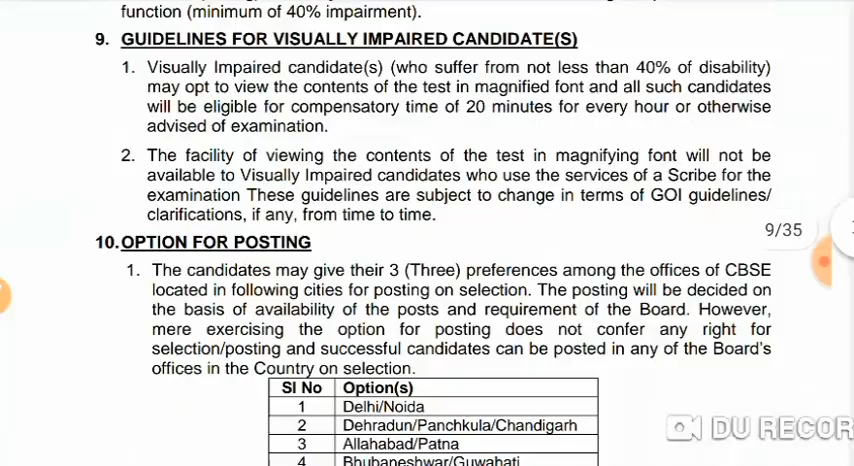 function (minimum of 40% impairment).
9. GUIDELINES FOR VISUALLY IMPAIRED CANDIDATE(S)
1. Visually Impaired candidate(s) (who suffer from not less than 40% of disability)
may opt to view the contents of the test in magnified font and all such candidates
will be eligible for compensatory time of 20 minutes for every hour or otherwise
advised of examination.
2. The facility of viewing the contents of the test in magnifying font will not be
available to Visually Impaired candidates who use the services of a Scribe for the
examination These guidelines are subject to change in terms of GOI guidelines/
clarifications, if any, from time to time.
9/35
10. OPTION FOR POSTING
1. The candidates may give their 3 (Three) preferences among the offices of CBSE
located in following cities for posting on selection. The posting will be decided on
the basis of availability of the posts and requirement of the Board. However,
mere exercising the option for posting does not confer any right for
selection/posting and successful candidates can be posted in any of the Board's
offices in the Country on selection.
Sl No Option(s)
1 Delhi/Noida
2 Dehradun/Panchkula/Chandigarh
3 Allahabad/Patna
4 Bhubaneshwar/Guwahati
DU RECOR